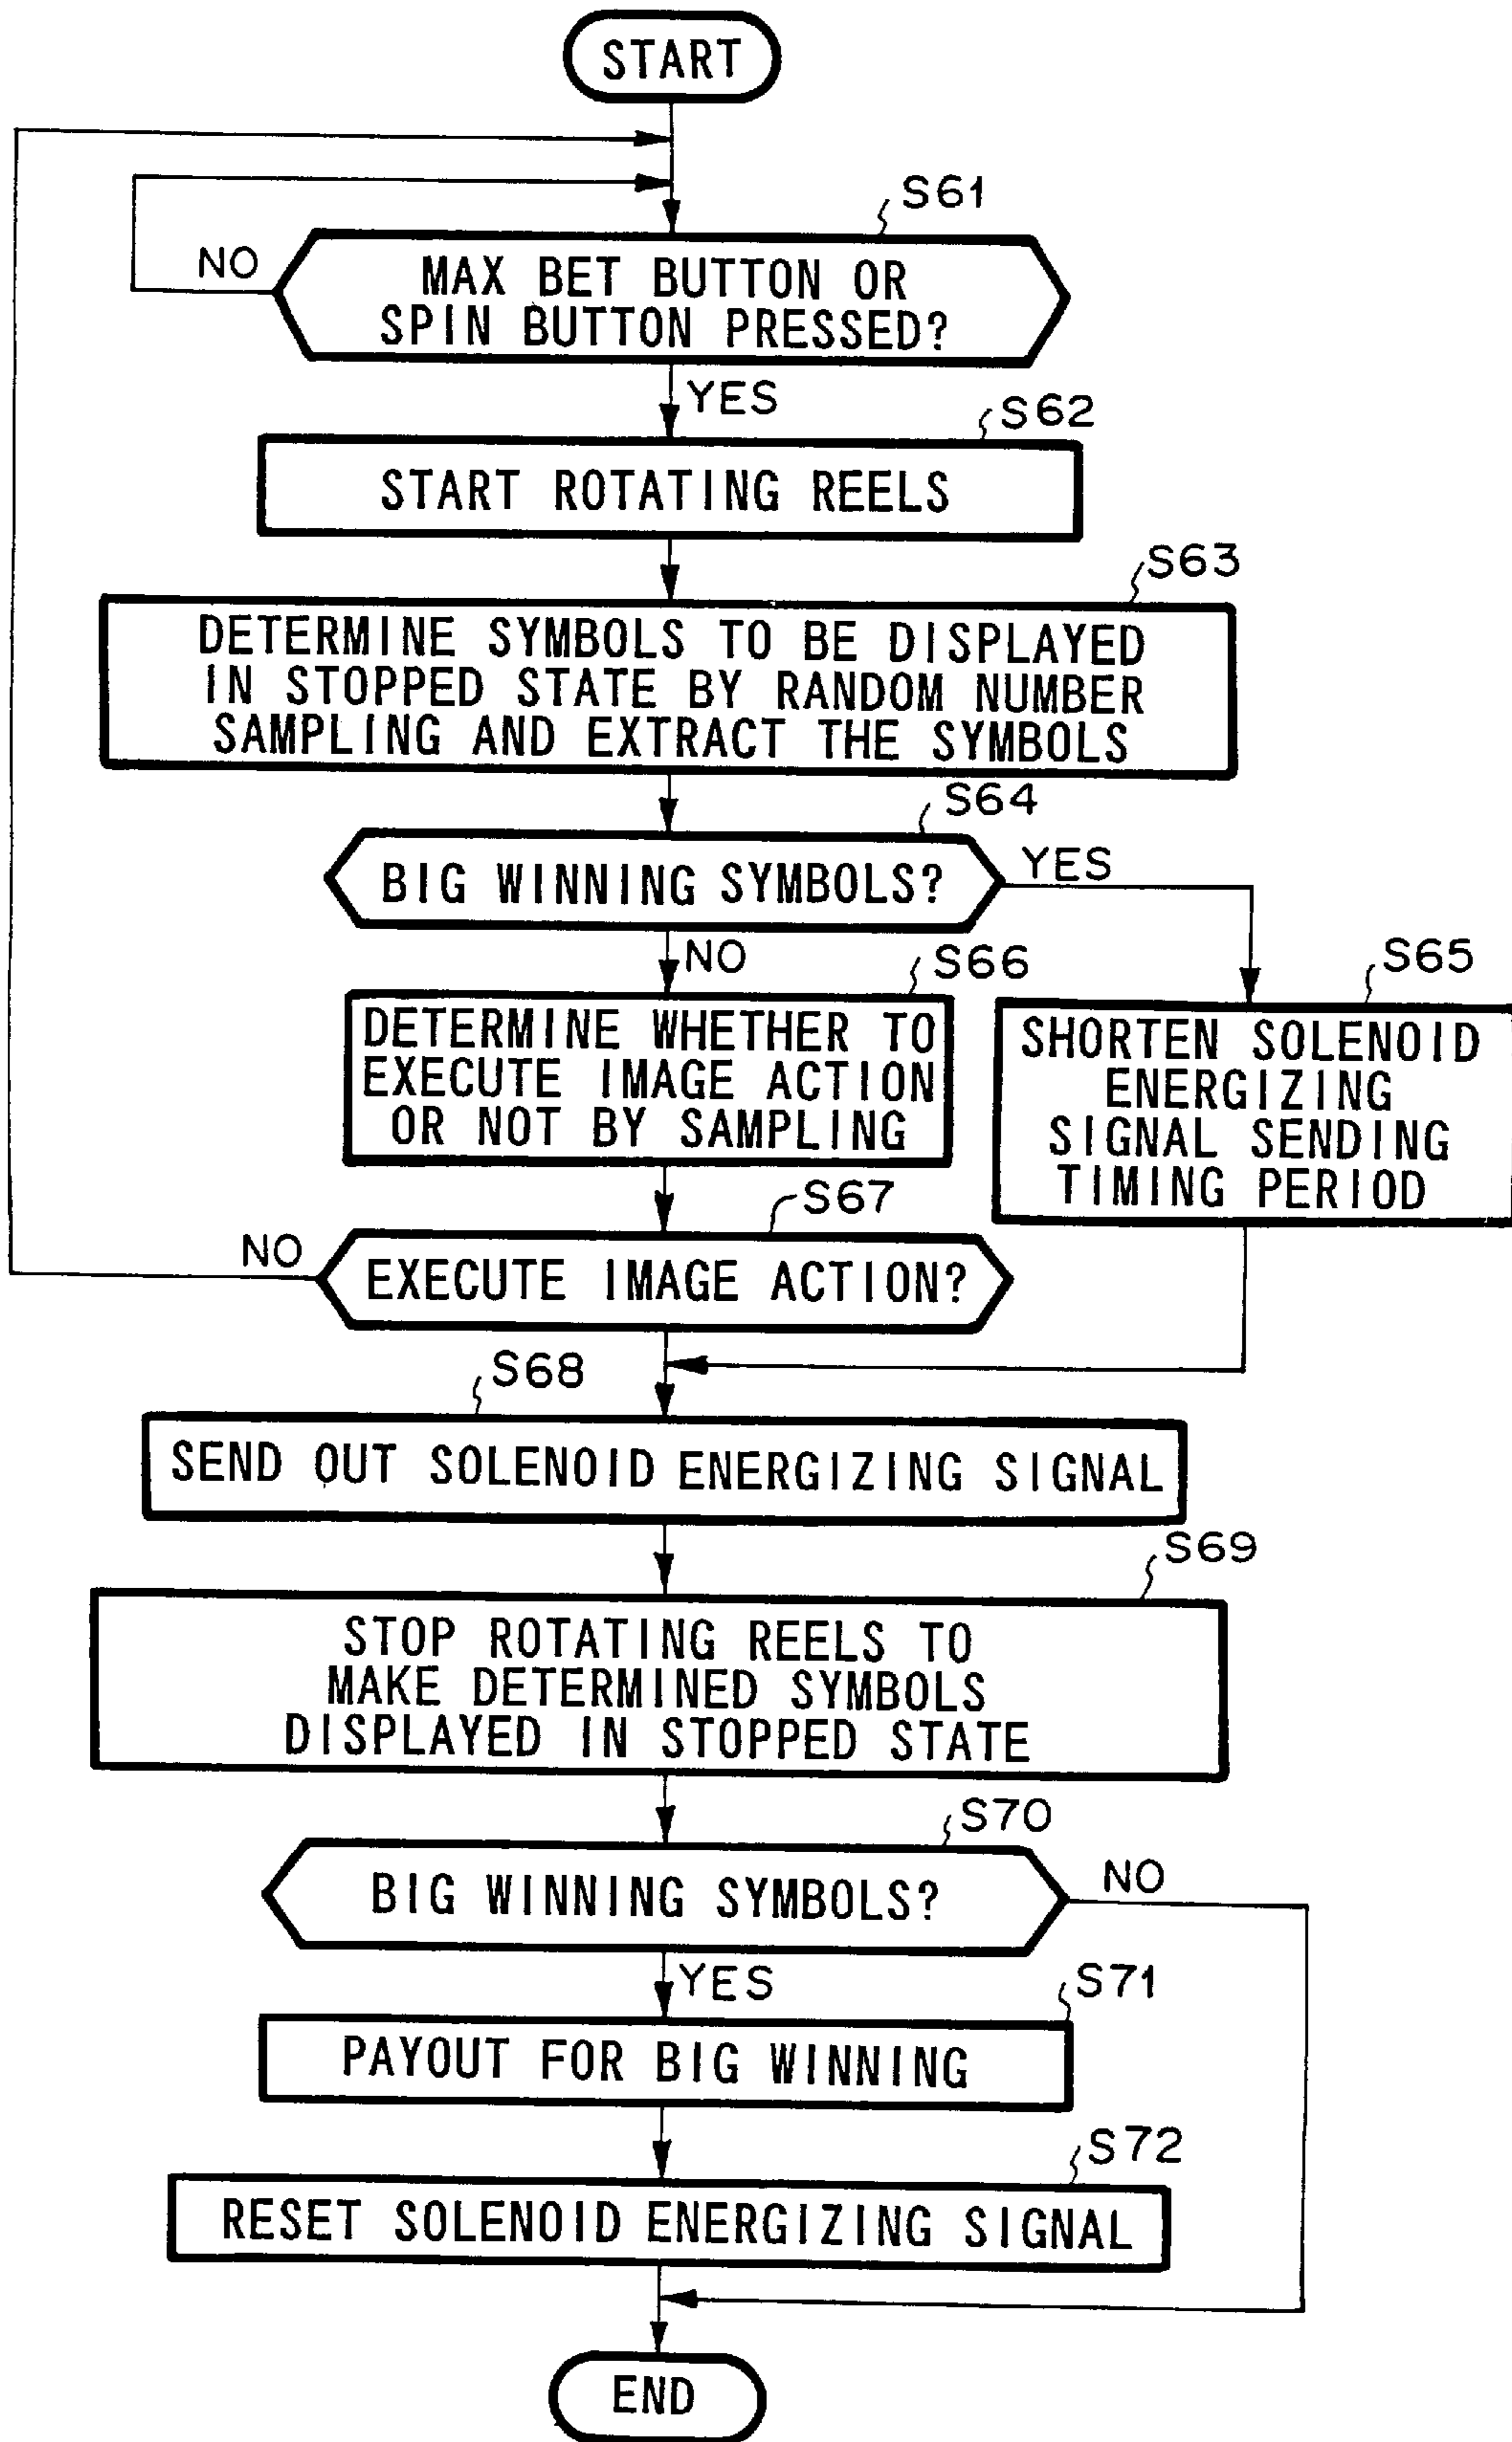 START
S61
NO
MAX BET BUTTON OR
SPIN BUTTON PRESSED?
YES
S62
START ROTATING REELS
S63
DETERMINE SYMBOLS TO BE DISPLAYED
IN STOPPED STATE BY RANDOM NUMBER
SAMPLING AND EXTRACT THE SYMBOLS
S64
BIG WINNING SYMBOLS?
YES
NO
S66
S65
DETERMINE WHETHER TO
EXECUTE IMAGE ACTION
OR NOT BY SAMPLING
SHORTEN SOLENOID
ENERGIZING
SIGNAL SENDING
TIMING PERIOD
S67
NO
EXECUTE IMAGE ACTION?
S68
SEND OUT SOLENOID ENERGIZING SIGNAL
S69
STOP ROTATING REELS TO
MAKE DETERMINED SYMBOLS
DISPLAYED IN STOPPED STATE
S70
BIG WINNING SYMBOLS?
NO
YES
S71
PAYOUT FOR BIG WINNING
S72
RESET SOLENOID ENERGIZING SIGNAL
END